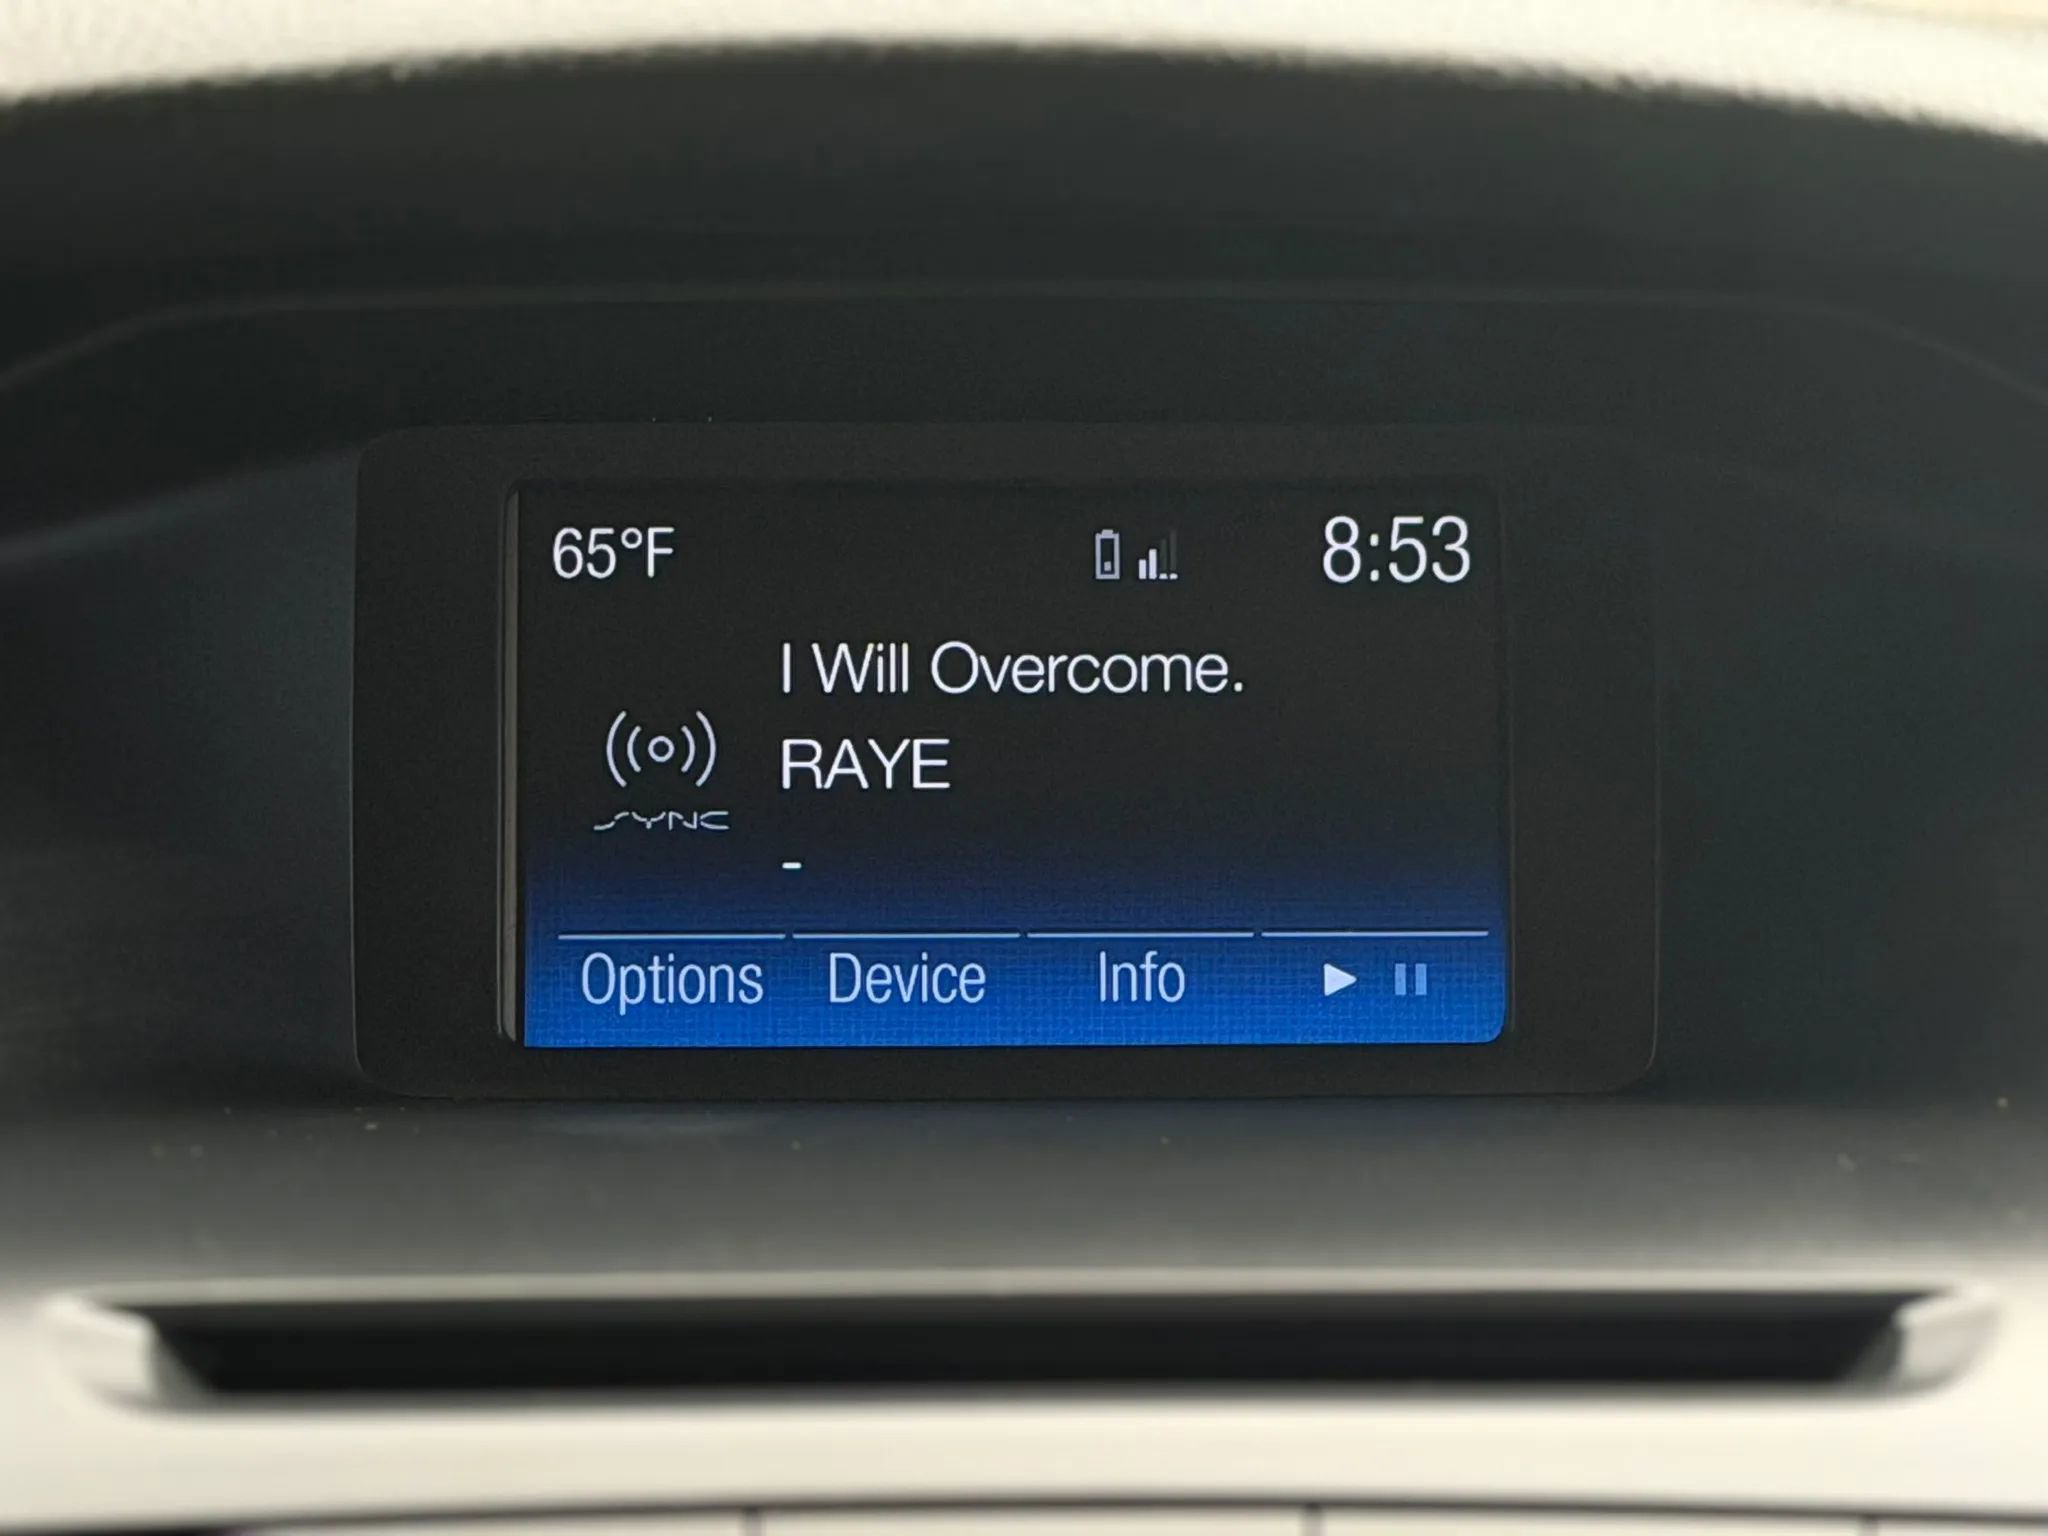 65°F 8:53
I Will Overcome.
RAYE
SYNC
-
Options Device Info